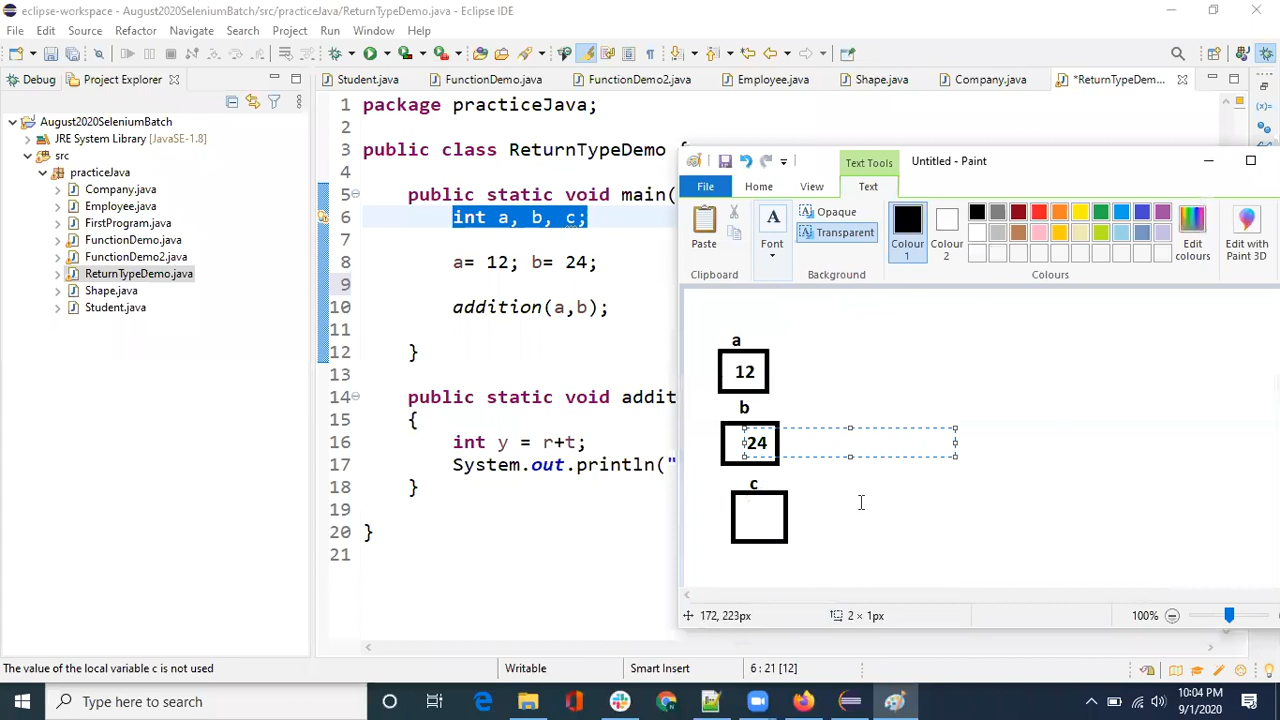 eclipse-workspace - August2020SeleniumBatch/src/practiceJava/ReturnTypeDemo.java - Eclipse IDE
File Edit Source Refactor Navigate Search Project Run Window Help
Debug Project Explorer
Student.java FunctionDemo.java FunctionDemo2.java Employee.java Shape.java Company.java *ReturnTypeDem...
August2020SeleniumBatch
JRE System Library [JavaSE-1.8]
src
practiceJava
Company.java
Employee.java
FirstProgram.java
FunctionDemo.java
FunctionDemo2.java
ReturnTypeDemo.java
Shape.java
Student.java
1 package practiceJava;
2
3 public class ReturnTypeDemo {
4
5 public static void main(
6 int a, b, c;
7
8 a= 12; b= 24;
9
10 addition(a,b);
11
12 }
13
14 public static void addit
15 {
16 int y = r+t;
17 System.out.println("
18 }
19
20 }
21
Text Tools Untitled - Paint
File Home View Text
Paste
Clipboard
A
Font
Opaque
Transparent
Background
Colour 1
Colour 2
Edit colours
Edit with Paint 3D
Colours
a
12
b
24
c
172, 223px 2 × 1px 100%
The value of the local variable c is not used Writable Smart Insert 6 : 21 [12]
Type here to search
10:04 PM
9/1/2020